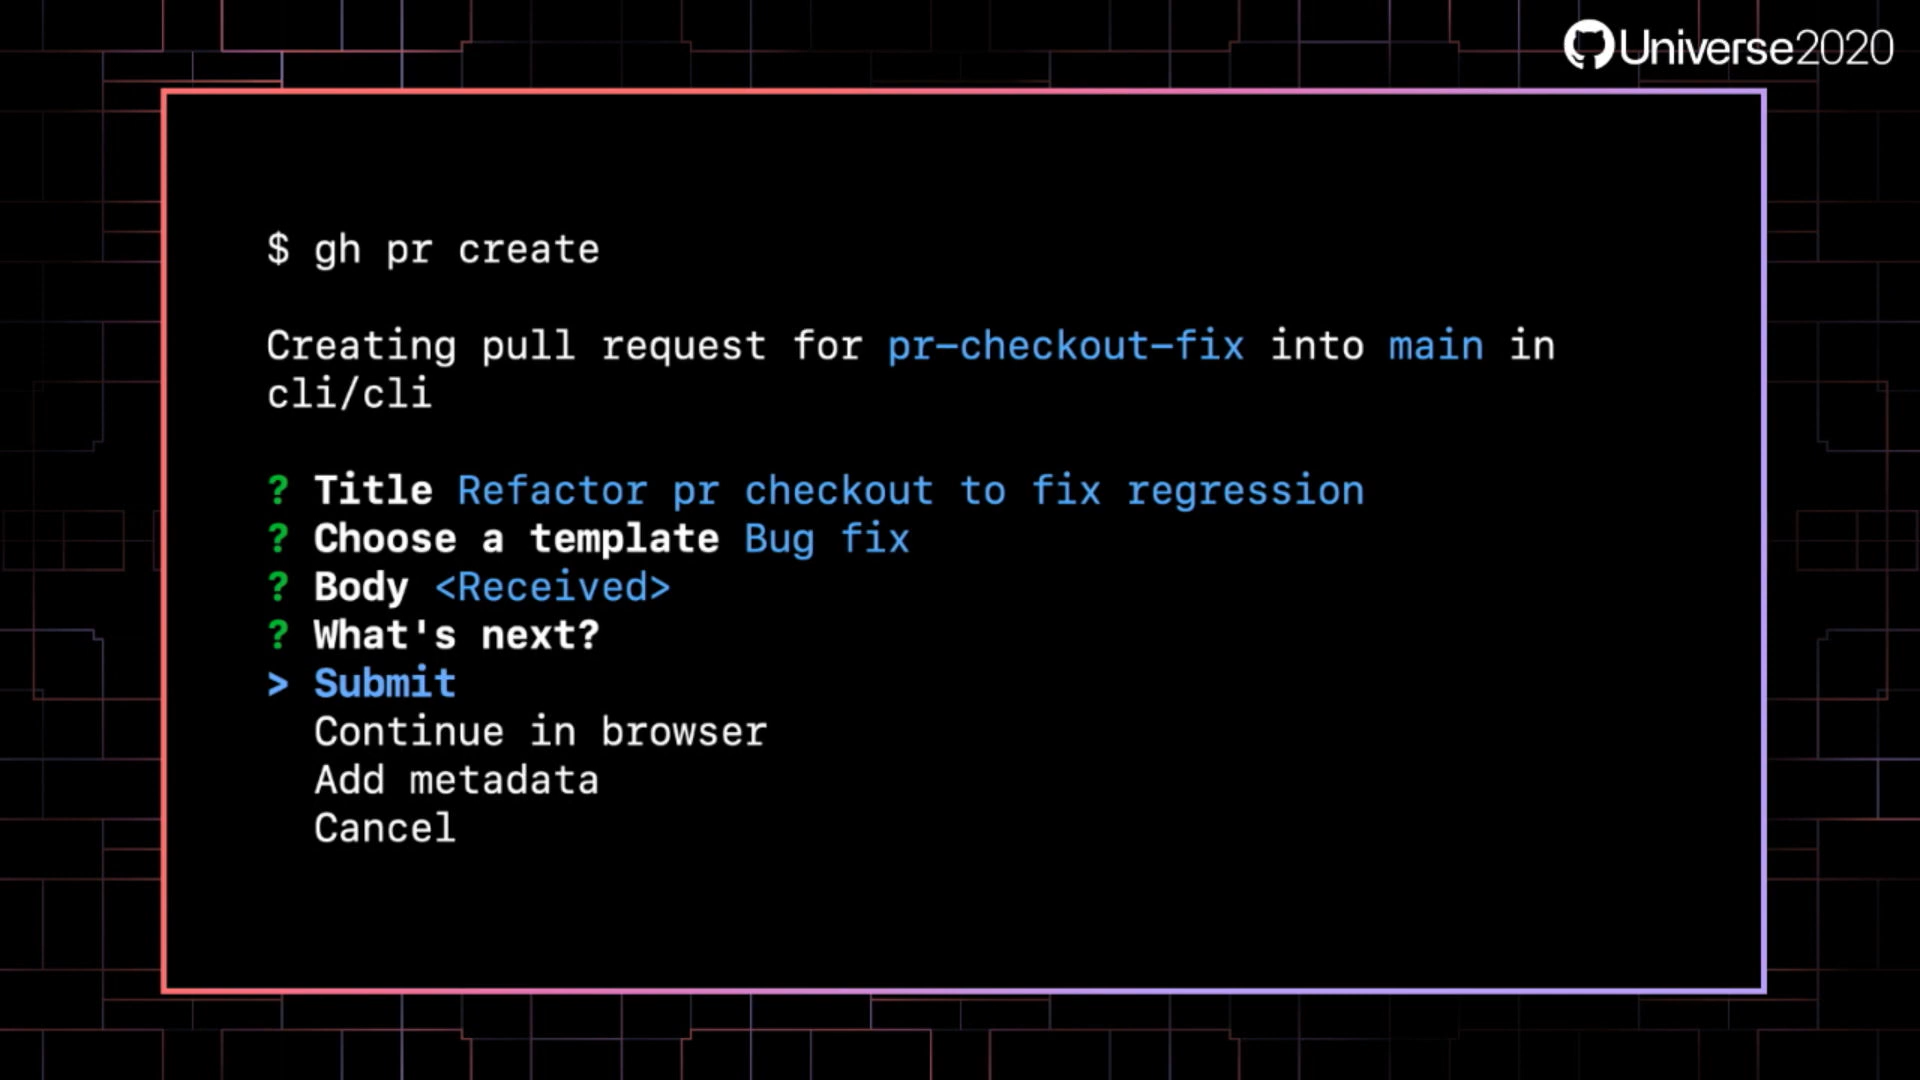 Universe2020
$ gh pr create
Creating pull request for pr-checkout-fix into main in
cli/cli
? Title Refactor pr checkout to fix regression
? Choose a template Bug fix
? Body <Received>
? What's next?
> Submit
Continue in browser
Add metadata
Cancel